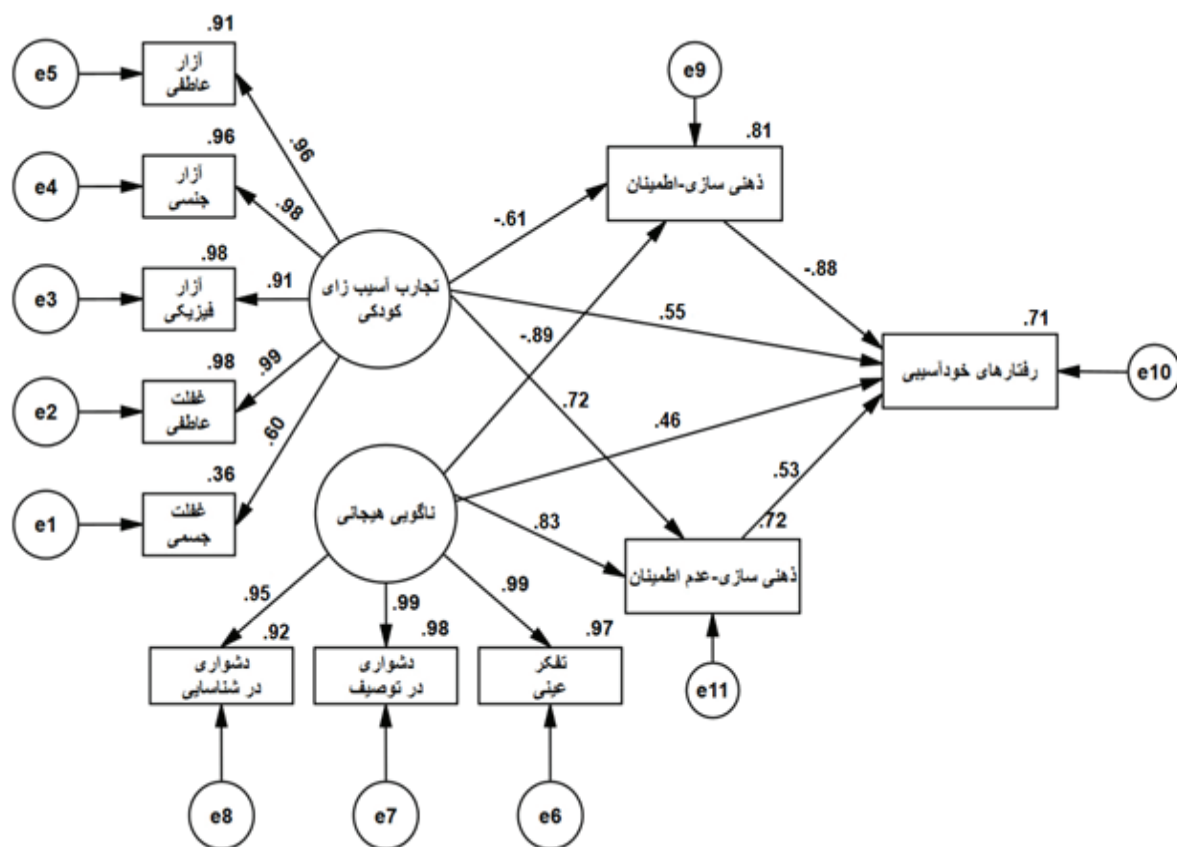 .91
e5
آزار
عاطفی
.96
.96
e4
آزار
جنسی
.98
.98
e3
آزار
فیزیکی
.91
.98
e2
غفلت
عاطفی
.99
.36
e1
غفلت
جسمی
.60
تجارب آسیب زای
کودکی
ناگویی هیجانی
e9
.81
ذهنی سازی-اطمینان
-.61
-.88
.55
-.89
.72
.46
.53
.83
.71
رفتارهای خودآسیبی
e10
.72
ذهنی سازی-عدم اطمینان
e11
.95
.99
.99
.92
.98
.97
دشواری
در شناسایی
دشواری
در توصیف
تفکر
عینی
e8
e7
e6